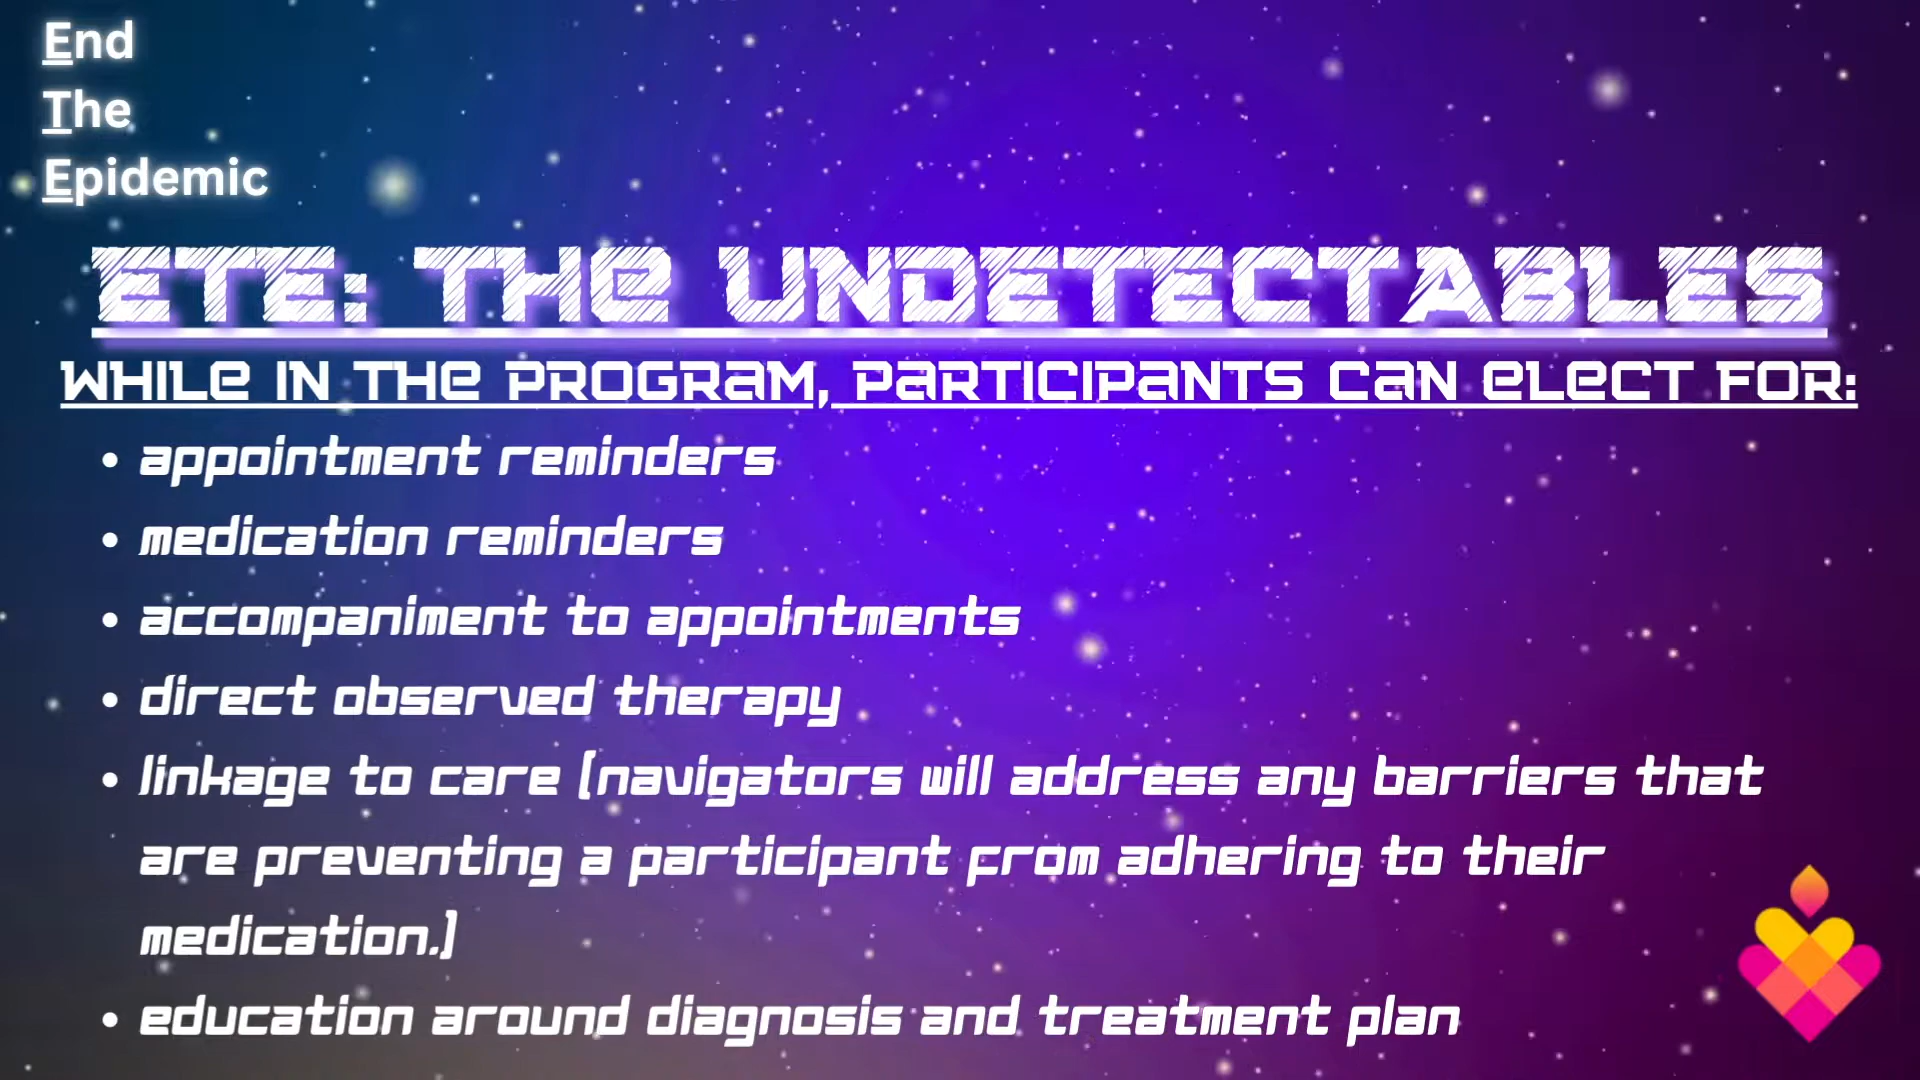 End
The
Epidemic
ETE: THE UNDETECTABLES
WHILE IN THE PROGRAM, PARTICIPANTS CAN ELECT FOR:
• appointment reminders
• medication reminders
• accompaniment to appointments
• direct observed therapy
• linkage to care (navigators will address any barriers that
are preventing a participant from adhering to their
medication.)
• education around diagnosis and treatment plan